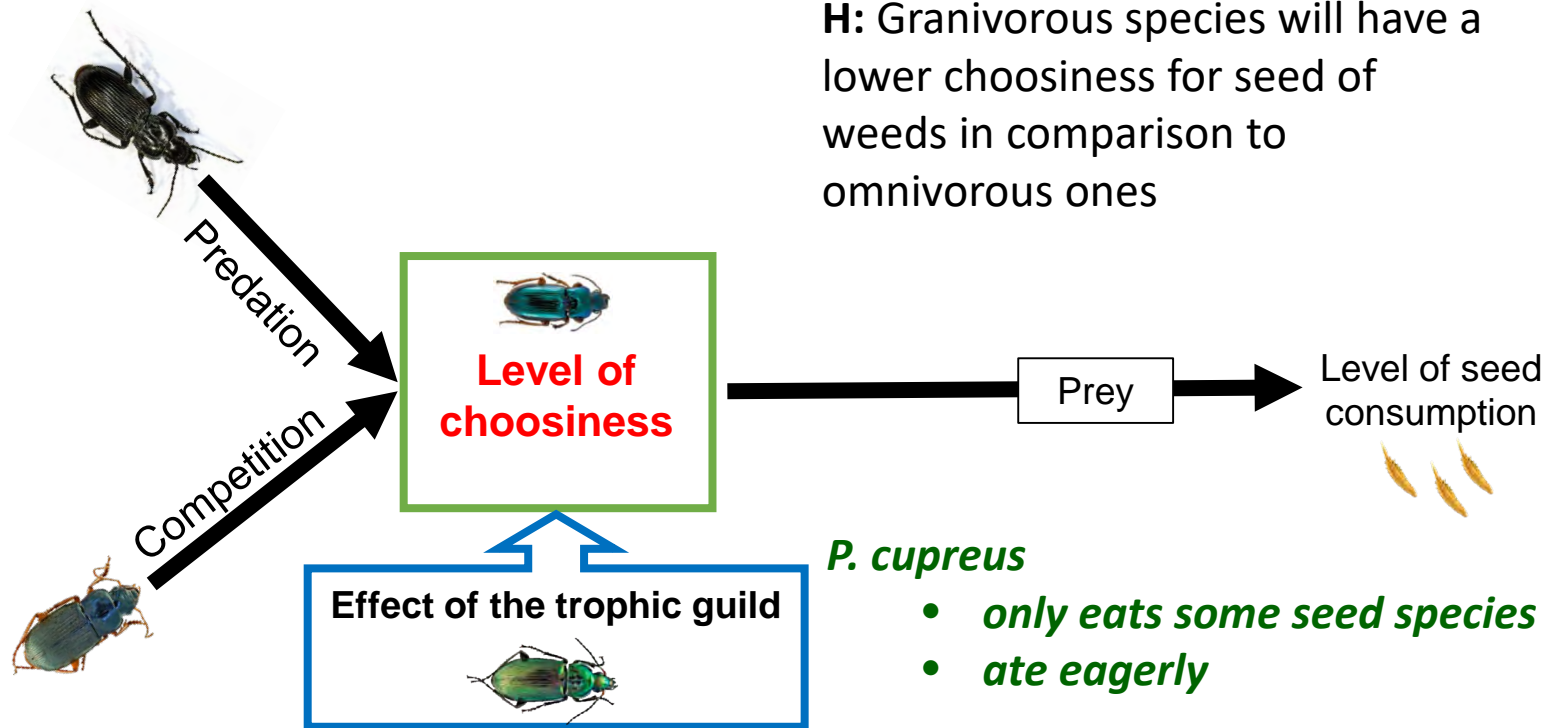 H: Granivorous species will have a
lower choosiness for seed of
weeds in comparison to
omnivorous ones
Predation
Competition
Level of
choosiness
Prey
Level of seed
consumption
Effect of the trophic guild
P. cupreus
• only eats some seed species
• ate eagerly